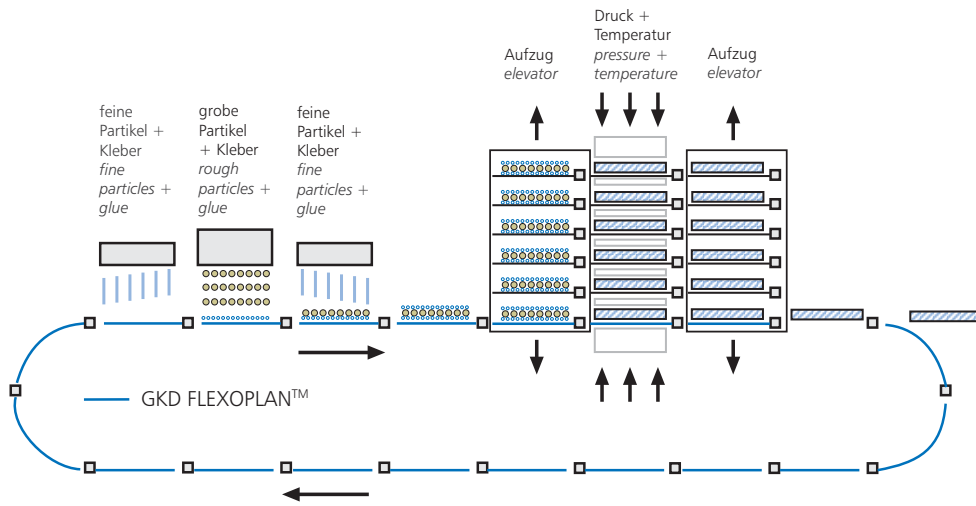 feine
Partikel +
Kleber
fine
particles +
glue
grobe
Partikel
+ Kleber
rough
particles +
glue
feine
Partikel +
Kleber
fine
particles +
glue
Aufzug
elevator
Druck +
Temperatur
pressure +
temperature
Aufzug
elevator
GKD FLEXOPLAN™